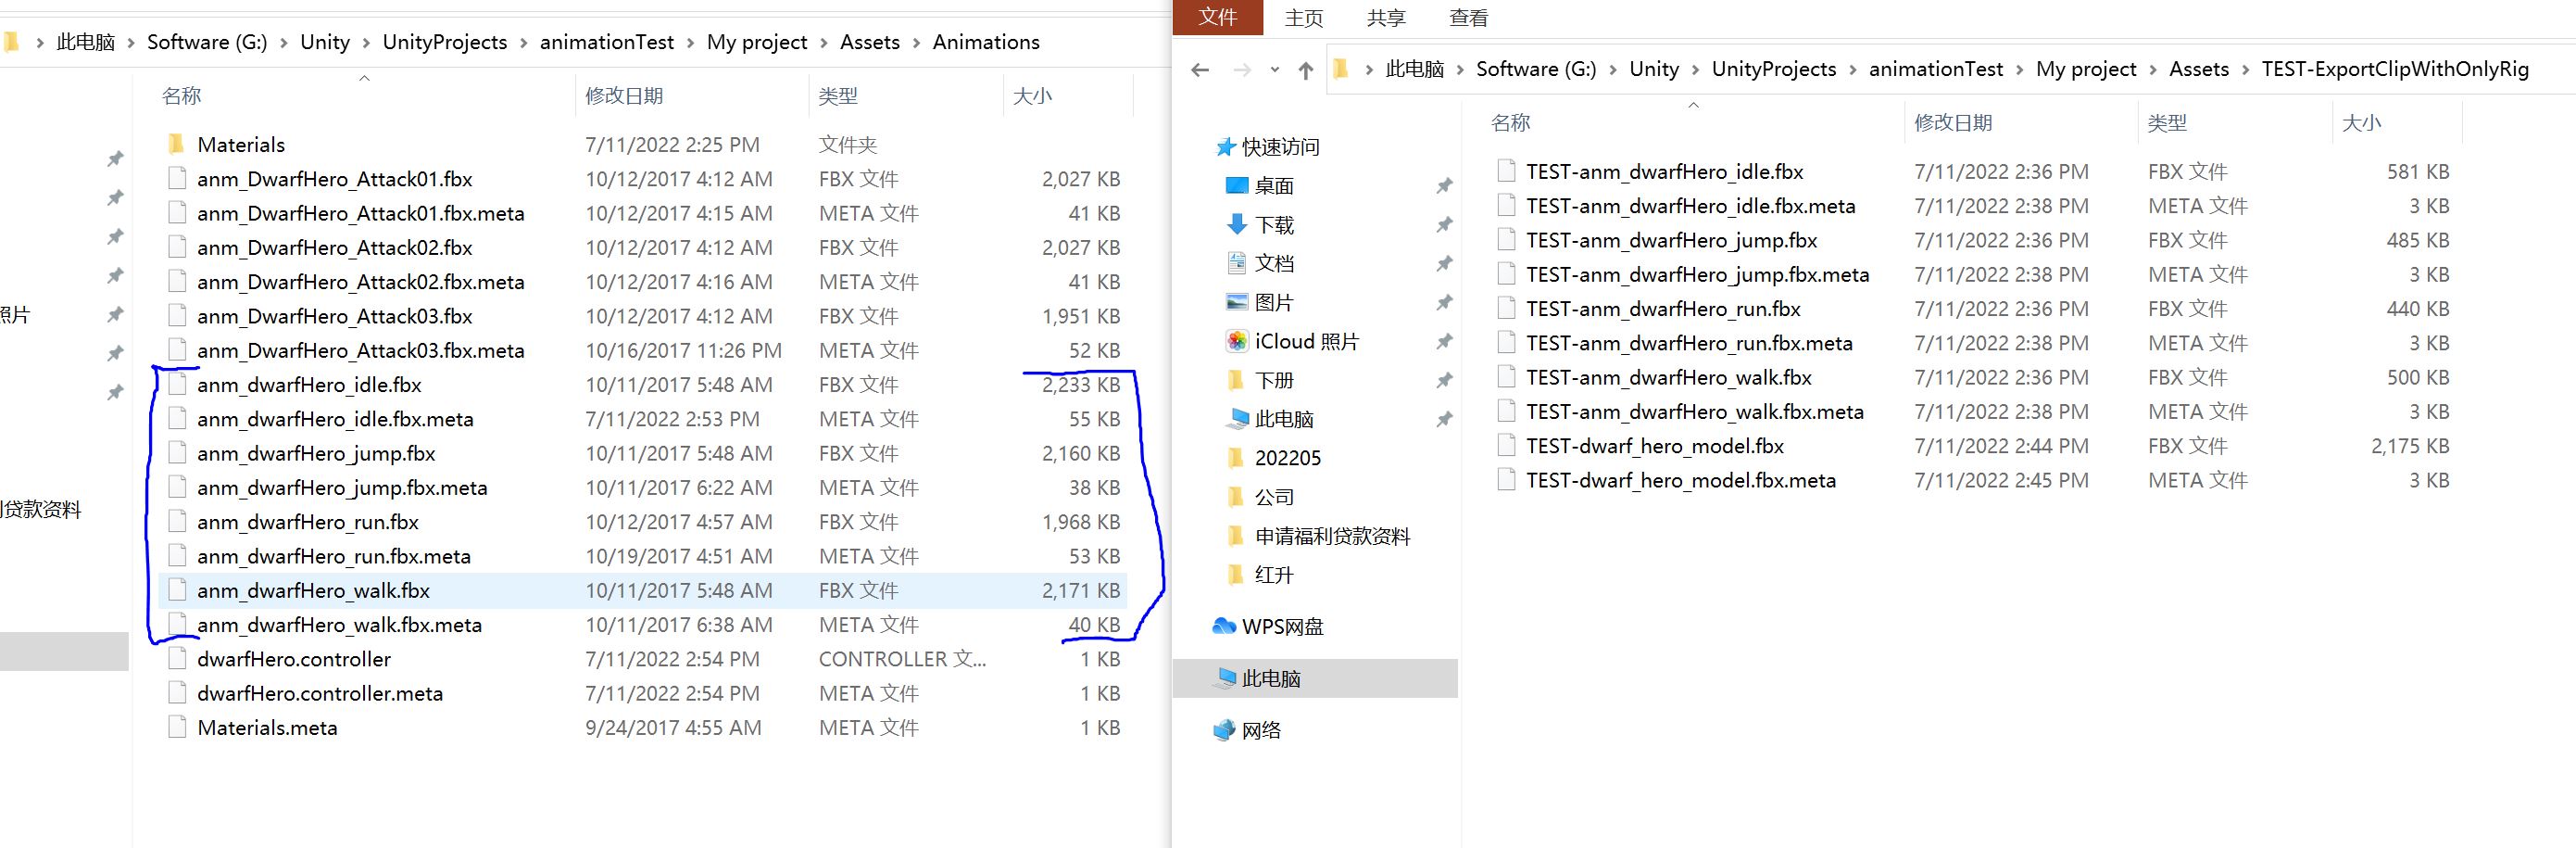 此电脑 > Software (G:) > Unity > UnityProjects > animationTest > My project > Assets > Animations
名称 修改日期 类型 大小
Materials 7/11/2022 2:25 PM 文件夹
anm_DwarfHero_Attack01.fbx 10/12/2017 4:12 AM FBX 文件 2,027 KB
anm_DwarfHero_Attack01.fbx.meta 10/12/2017 4:15 AM META 文件 41 KB
anm_DwarfHero_Attack02.fbx 10/12/2017 4:12 AM FBX 文件 2,027 KB
anm_DwarfHero_Attack02.fbx.meta 10/12/2017 4:16 AM META 文件 41 KB
anm_DwarfHero_Attack03.fbx 10/12/2017 4:12 AM FBX 文件 1,951 KB
anm_DwarfHero_Attack03.fbx.meta 10/16/2017 11:26 PM META 文件 52 KB
anm_dwarfHero_idle.fbx 10/11/2017 5:48 AM FBX 文件 2,233 KB
anm_dwarfHero_idle.fbx.meta 7/11/2022 2:53 PM META 文件 55 KB
anm_dwarfHero_jump.fbx 10/11/2017 5:48 AM FBX 文件 2,160 KB
anm_dwarfHero_jump.fbx.meta 10/11/2017 6:22 AM META 文件 38 KB
anm_dwarfHero_run.fbx 10/12/2017 4:57 AM FBX 文件 1,968 KB
anm_dwarfHero_run.fbx.meta 10/19/2017 4:51 AM META 文件 53 KB
anm_dwarfHero_walk.fbx 10/11/2017 5:48 AM FBX 文件 2,171 KB
anm_dwarfHero_walk.fbx.meta 10/11/2017 6:38 AM META 文件 40 KB
dwarfHero.controller 7/11/2022 2:54 PM CONTROLLER 文... 1 KB
dwarfHero.controller.meta 7/11/2022 2:54 PM META 文件 1 KB
Materials.meta 9/24/2017 4:55 AM META 文件 1 KB
照片
贷款资料
文件 主页 共享 查看
此电脑 > Software (G:) > Unity > UnityProjects > animationTest > My project > Assets > TEST-ExportClipWithOnlyRig
快速访问
桌面
下载
文档
图片
iCloud 照片
下册
此电脑
202205
公司
申请福利贷款资料
红升
WPS网盘
此电脑
网络
名称 修改日期 类型 大小
TEST-anm_dwarfHero_idle.fbx 7/11/2022 2:36 PM FBX 文件 581 KB
TEST-anm_dwarfHero_idle.fbx.meta 7/11/2022 2:38 PM META 文件 3 KB
TEST-anm_dwarfHero_jump.fbx 7/11/2022 2:36 PM FBX 文件 485 KB
TEST-anm_dwarfHero_jump.fbx.meta 7/11/2022 2:38 PM META 文件 3 KB
TEST-anm_dwarfHero_run.fbx 7/11/2022 2:36 PM FBX 文件 440 KB
TEST-anm_dwarfHero_run.fbx.meta 7/11/2022 2:38 PM META 文件 3 KB
TEST-anm_dwarfHero_walk.fbx 7/11/2022 2:36 PM FBX 文件 500 KB
TEST-anm_dwarfHero_walk.fbx.meta 7/11/2022 2:38 PM META 文件 3 KB
TEST-dwarf_hero_model.fbx 7/11/2022 2:44 PM FBX 文件 2,175 KB
TEST-dwarf_hero_model.fbx.meta 7/11/2022 2:45 PM META 文件 3 KB